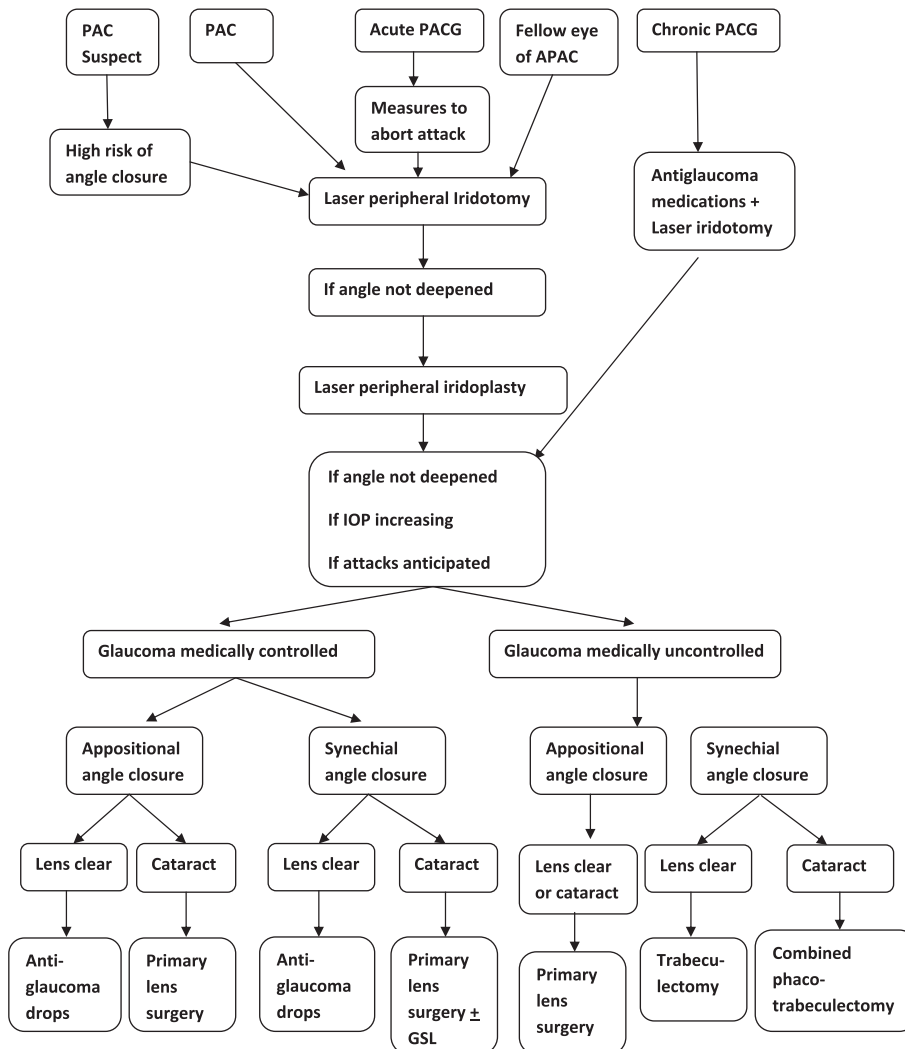 PAC
Suspect
PAC
Acute PACG
Fellow eye
of APAC
Chronic PACG
Measures to
abort attack
High risk of
angle closure
Antiglaucoma
medications +
Laser iridotomy
Laser peripheral Iridotomy
If angle not deepened
Laser peripheral iridoplasty
If angle not deepened
If IOP increasing
If attacks anticipated
Glaucoma medically controlled
Glaucoma medically uncontrolled
Appositional
angle closure
Synechial
angle closure
Appositional
angle closure
Synechial
angle closure
Lens clear
Cataract
Lens clear
Cataract
Lens clear
or cataract
Lens clear
Cataract
Anti-
glaucoma
drops
Primary
lens
surgery
Anti-
glaucoma
drops
Primary
lens
surgery ±
GSL
Primary
lens
surgery
Trabecu-
lectomy
Combined
phaco-
trabeculectomy